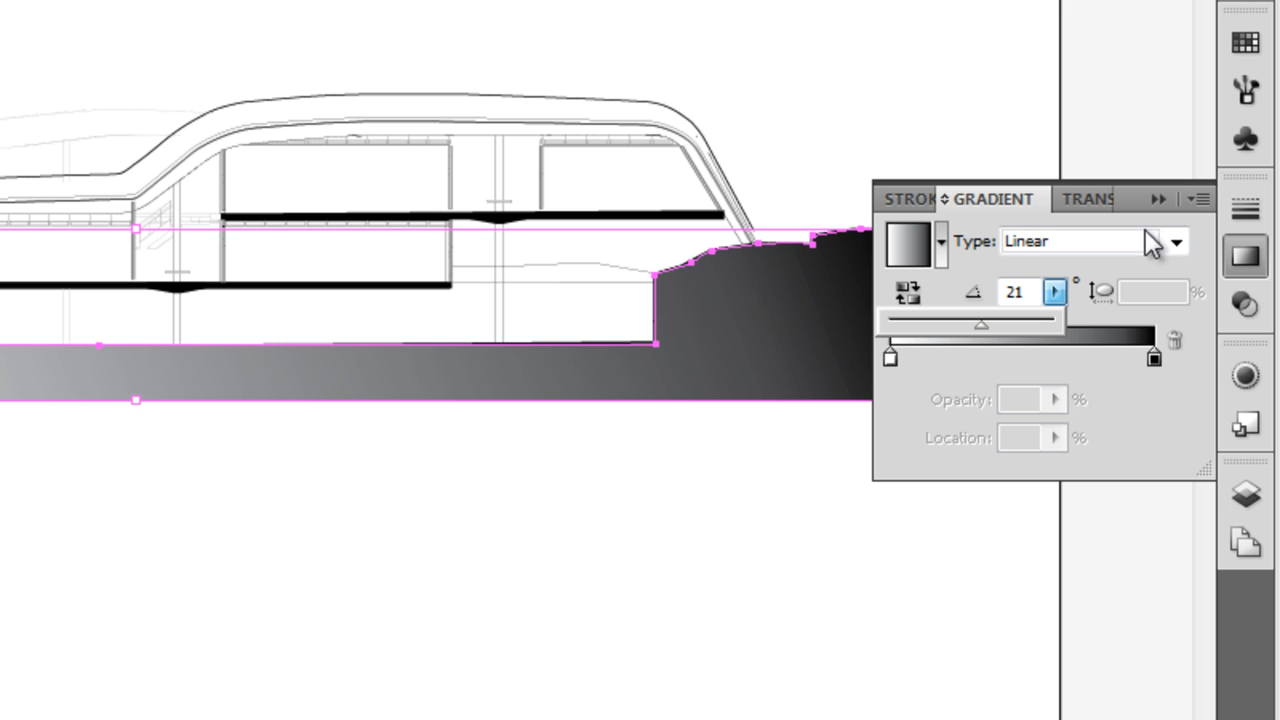 STROK GRADIENT TRANS
Type: Linear
21 ° %
Opacity: %
Location: %